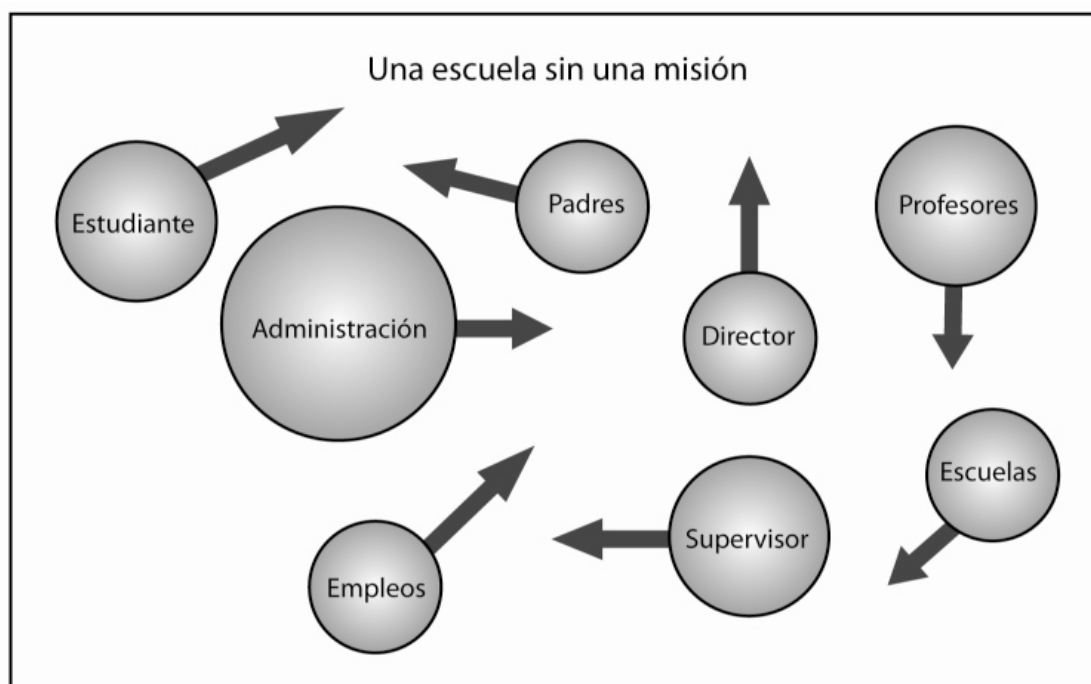 Una escuela sin una misión
Estudiante
Padres
Profesores
Administración
Director
Escuelas
Supervisor
Empleos